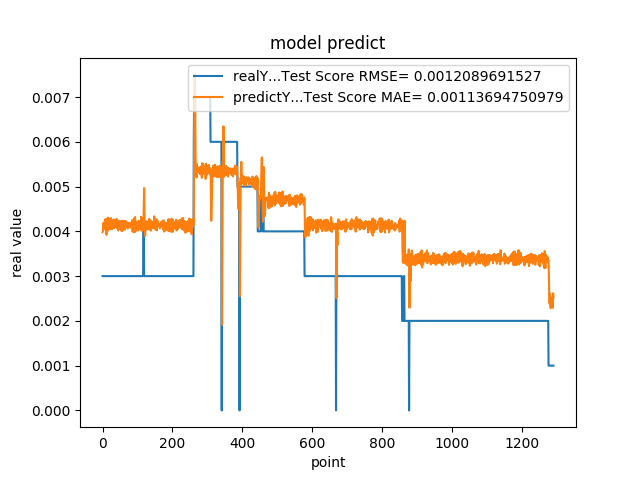 model predict
realY...Test Score RMSE= 0.0012089691527
predictY...Test Score MAE= 0.00113694750979
0.007
0.006
0.005
0.004
0.003
0.002
0.001
0.000
real value
0 200 400 600 800 1000 1200
point